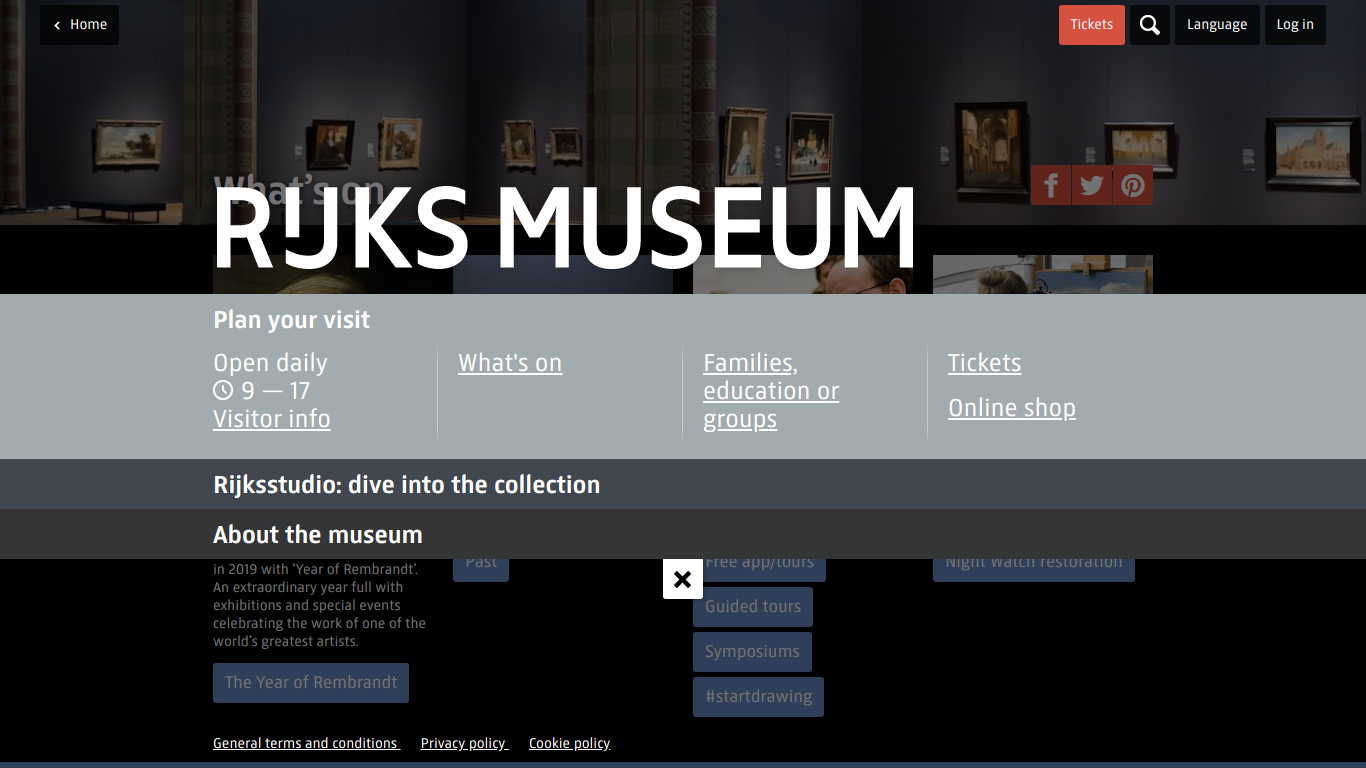 Home
Tickets
Language
Log in
What's on
RIJKS MUSEUM
Plan your visit
Open daily
9 — 17
Visitor info
What's on
Families,
education or
groups
Tickets
Online shop
Rijksstudio: dive into the collection
About the museum
in 2019 with 'Year of Rembrandt'.
An extraordinary year full with
exhibitions and special events
celebrating the work of one of the
world's greatest artists.
The Year of Rembrandt
Past
Free app/tours
Guided tours
Symposiums
#startdrawing
Night Watch restoration
General terms and conditions
Privacy policy
Cookie policy